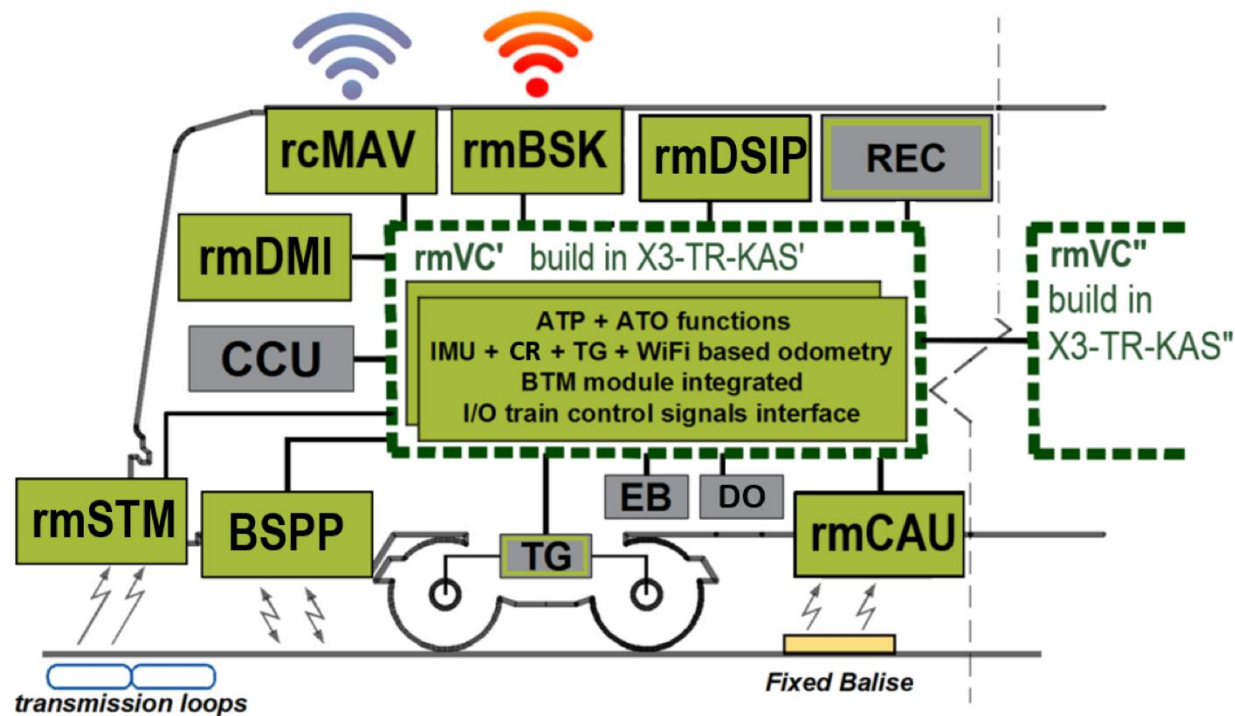 rcMAV
rmBSK
rmDSIP
REC
rmDMI
rmVC' build in X3-TR-KAS'
rmVC"
build in
X3-TR-KAS"
ATP + ATO functions
IMU + CR + TG + WiFi based odometry
BTM module integrated
I/O train control signals interface
CCU
rmSTM
BSPP
EB
DO
TG
rmCAU
Fixed Balise
transmission loops